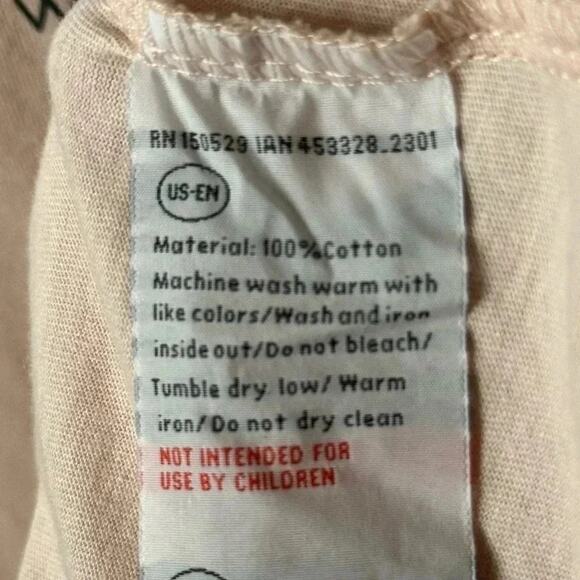 RN 150529 IAN 453328_2301
US-EN
Material: 100% Cotton
Machine wash warm with
like colors/Wash and iron
inside out/Do not bleach/
Tumble dry low/ Warm
iron/Do not dry clean
NOT INTENDED FOR
USE BY CHILDREN